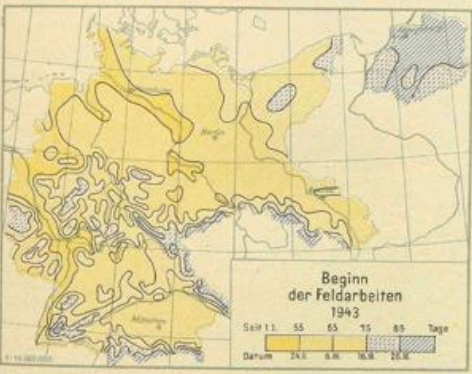 Berlin
München
Beginn
der Feldarbeiten
1943
Seit 1.1. 55 65 75 85 Tage
Datum 24.II. 6.III. 16.III. 26.III.